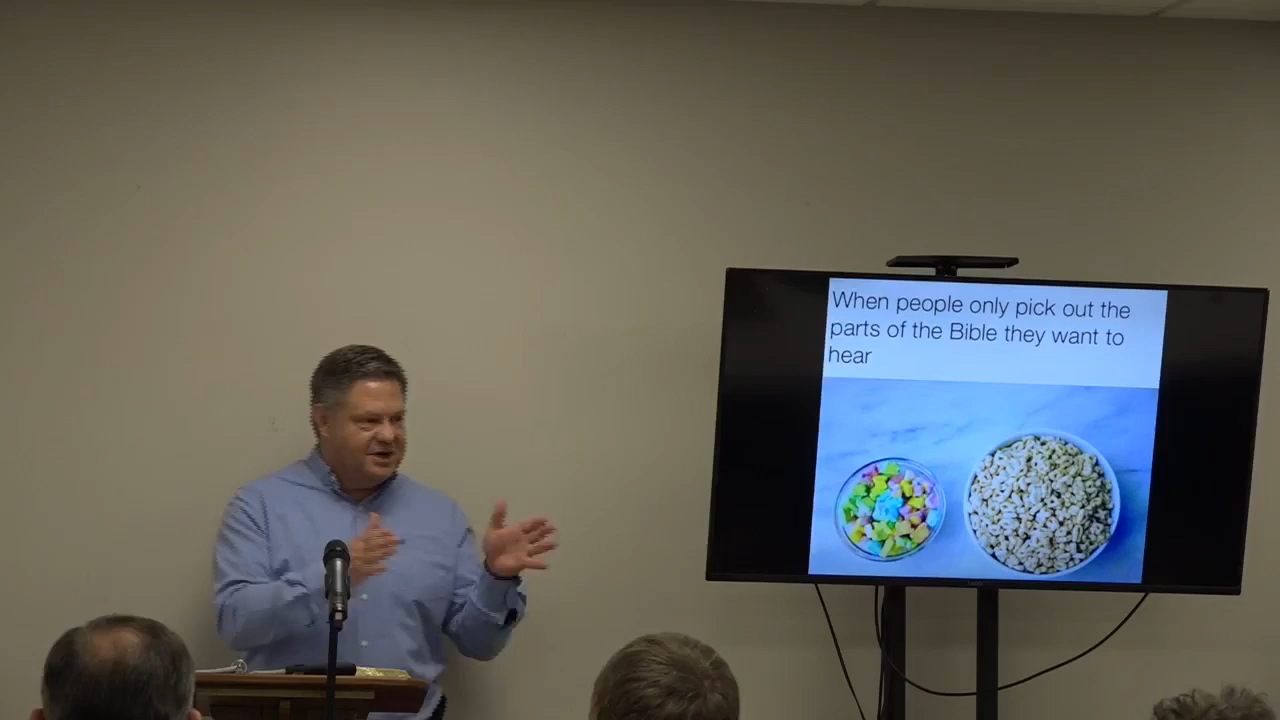 When people only pick out the
parts of the Bible they want to
hear